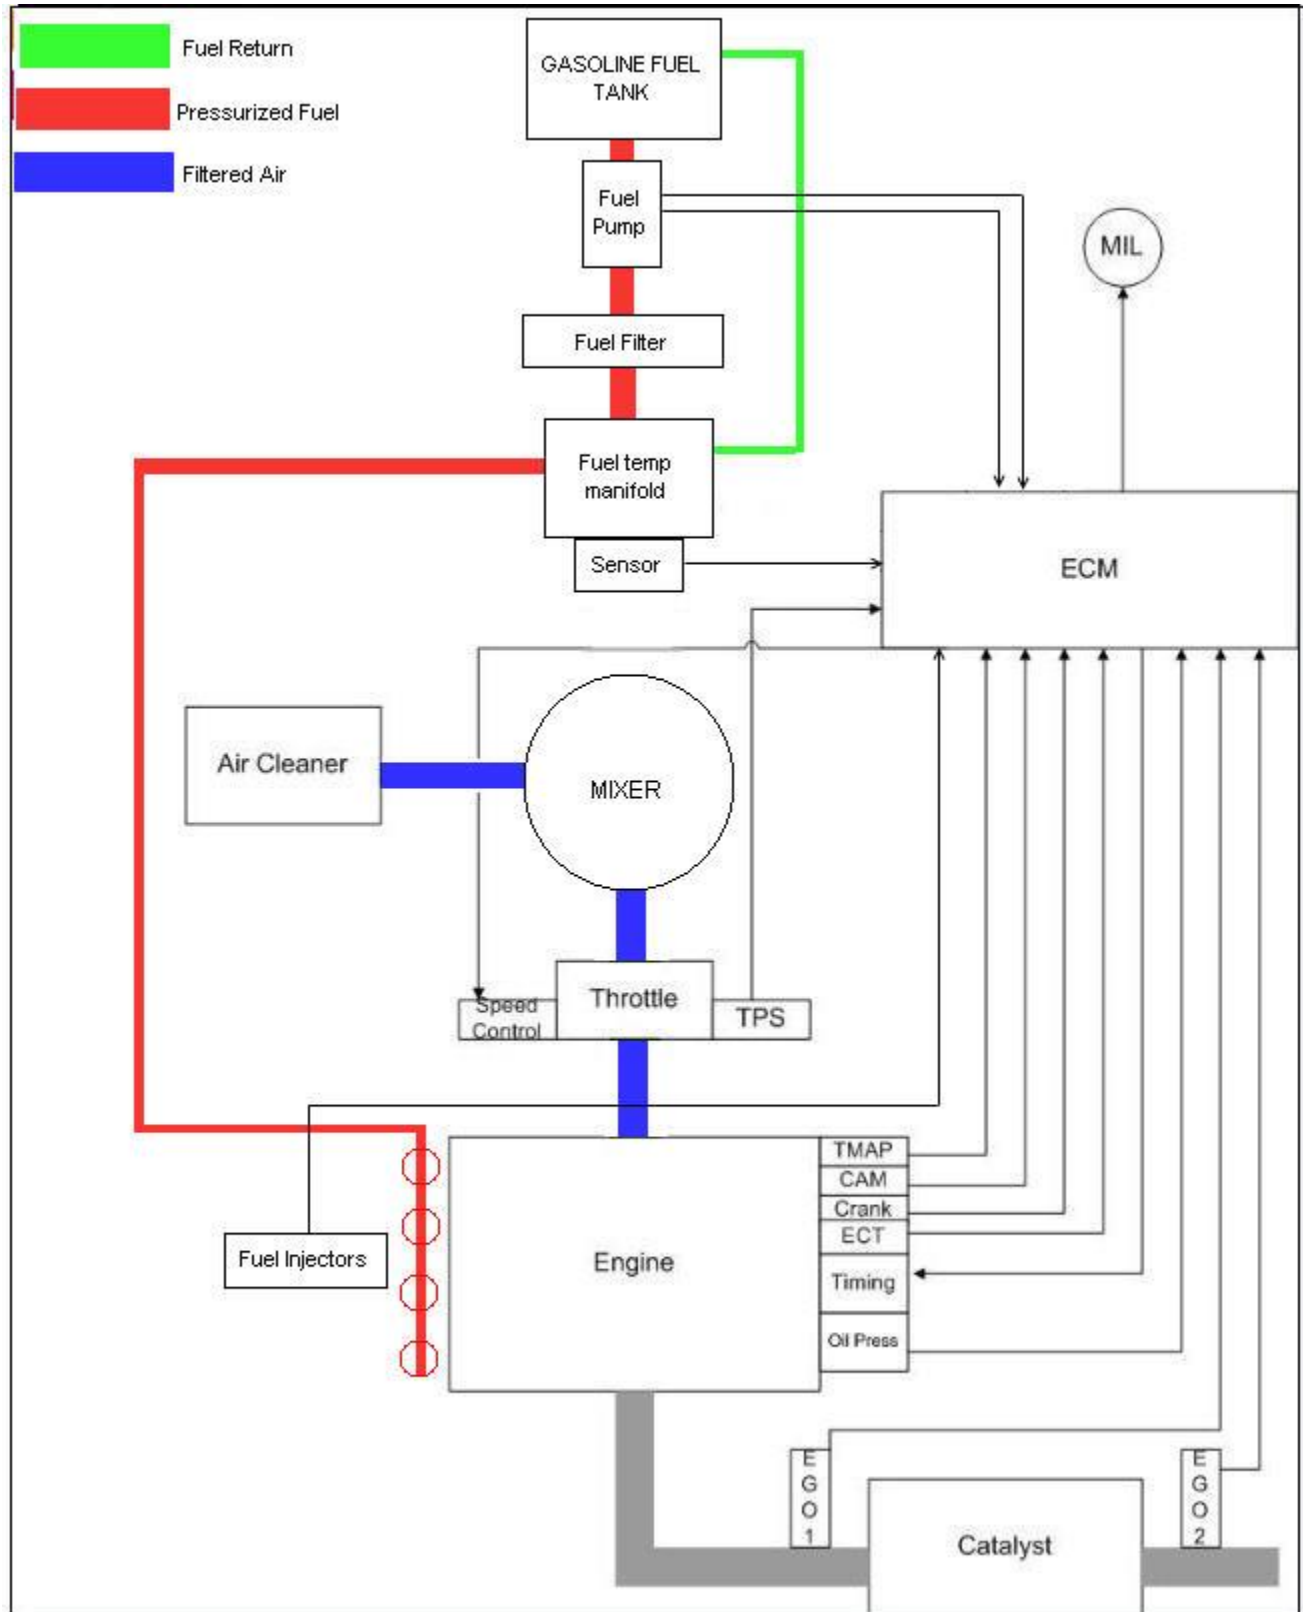 Fuel Return
Pressurized Fuel
Filtered Air
GASOLINE FUEL
TANK
Fuel
Pump
MIL
Fuel Filter
Fuel temp
manifold
Sensor
ECM
Air Cleaner
MIXER
Speed
Control
Throttle
TPS
TMAP
CAM
Crank
ECT
Timing
Oil Press
Fuel Injectors
Engine
E
G
O
1
E
G
O
2
Catalyst